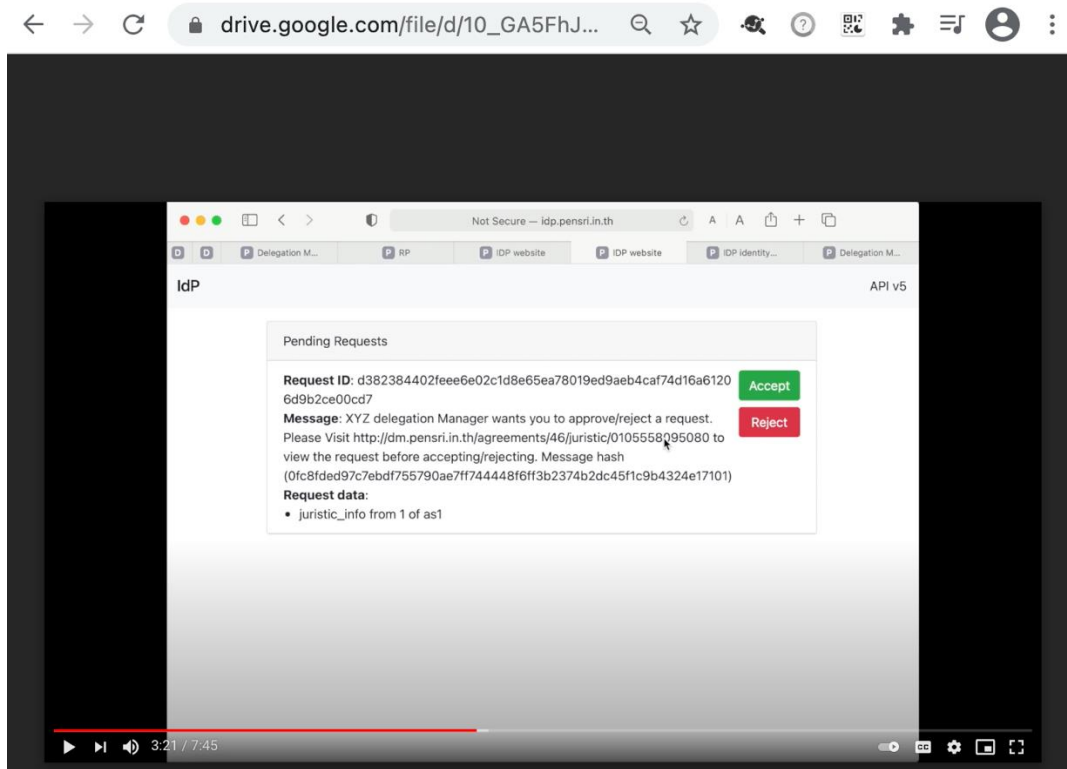 drive.google.com/file/d/10_GA5FhJ...
Not Secure — idp.pensri.in.th
A A
D D P Delegation M... P RP P IDP website P IDP website P IDP identity... P Delegation M...
IdP API v5
Pending Requests
Request ID: d382384402feee6e02c1d8e65ea78019ed9aeb4caf74d16a6120
6d9b2ce00cd7
Accept
Message: XYZ delegation Manager wants you to approve/reject a request.
Please Visit http://dm.pensri.in.th/agreements/46/juristic/0105558095080 to
Reject
view the request before accepting/rejecting. Message hash
(0fc8fded97c7ebdf755790ae7ff744448f6ff3b2374b2dc45f1c9b4324e17101)
Request data:
• juristic_info from 1 of as1
3:21 / 7:45
CC